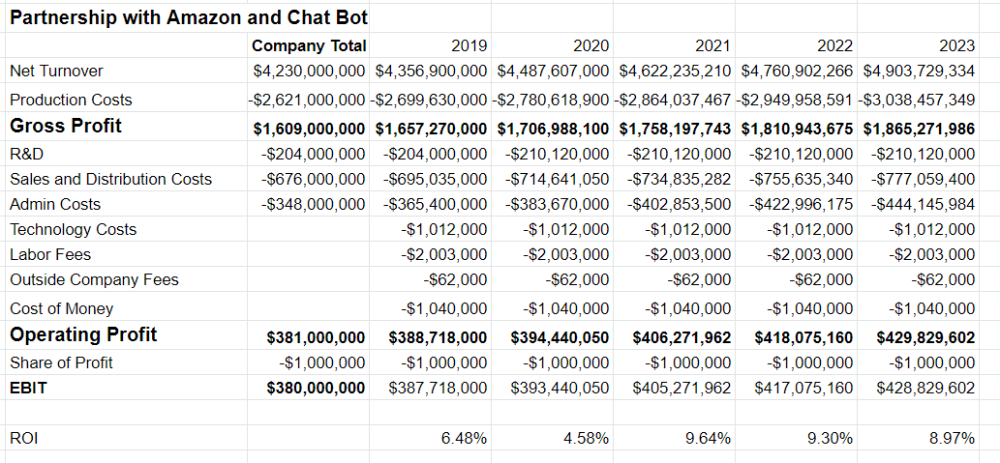 Partnership with Amazon and Chat Bot
Company Total 2019 2020 2021 2022 2023
Net Turnover $4,230,000,000 $4,356,900,000 $4,487,607,000 $4,622,235,210 $4,760,902,266 $4,903,729,334
Production Costs -$2,621,000,000 -$2,699,630,000 -$2,780,618,900 -$2,864,037,467 -$2,949,958,591 -$3,038,457,349
Gross Profit $1,609,000,000 $1,657,270,000 $1,706,988,100 $1,758,197,743 $1,810,943,675 $1,865,271,986
R&D -$204,000,000 -$204,000,000 -$210,120,000 -$210,120,000 -$210,120,000 -$210,120,000
Sales and Distribution Costs -$676,000,000 -$695,035,000 -$714,641,050 -$734,835,282 -$755,635,340 -$777,059,400
Admin Costs -$348,000,000 -$365,400,000 -$383,670,000 -$402,853,500 -$422,996,175 -$444,145,984
Technology Costs -$1,012,000 -$1,012,000 -$1,012,000 -$1,012,000 -$1,012,000
Labor Fees -$2,003,000 -$2,003,000 -$2,003,000 -$2,003,000 -$2,003,000
Outside Company Fees -$62,000 -$62,000 -$62,000 -$62,000 -$62,000
Cost of Money -$1,040,000 -$1,040,000 -$1,040,000 -$1,040,000 -$1,040,000
Operating Profit $381,000,000 $388,718,000 $394,440,050 $406,271,962 $418,075,160 $429,829,602
Share of Profit -$1,000,000 -$1,000,000 -$1,000,000 -$1,000,000 -$1,000,000 -$1,000,000
EBIT $380,000,000 $387,718,000 $393,440,050 $405,271,962 $417,075,160 $428,829,602
ROI 6.48% 4.58% 9.64% 9.30% 8.97%